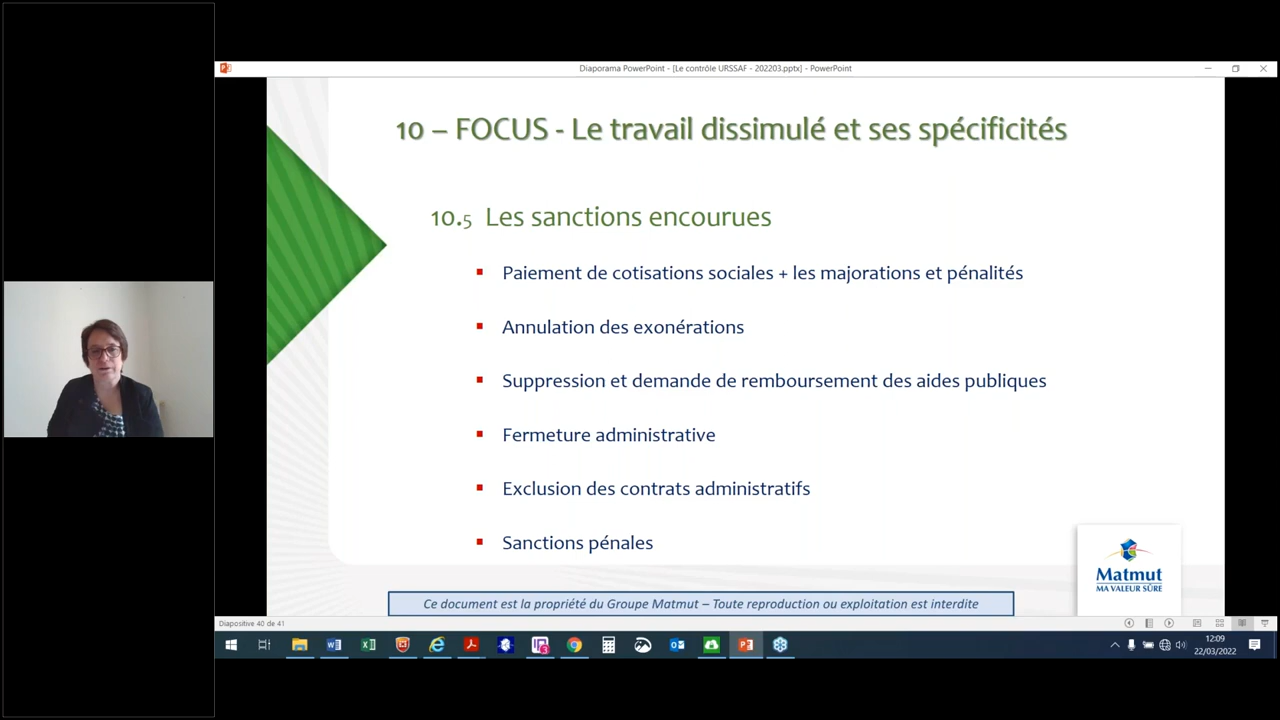 Diaporama PowerPoint - [Le contrôle URSSAF - 202203.pptx] - PowerPoint
10 – FOCUS - Le travail dissimulé et ses spécificités
10.5 Les sanctions encourues
Paiement de cotisations sociales + les majorations et pénalités
Annulation des exonérations
Suppression et demande de remboursement des aides publiques
Fermeture administrative
Exclusion des contrats administratifs
Sanctions pénales
Matmut
MA VALEUR SÛRE
Ce document est la propriété du Groupe Matmut – Toute reproduction ou exploitation est interdite
Diapositive 40 de 41
12:09
22/03/2022